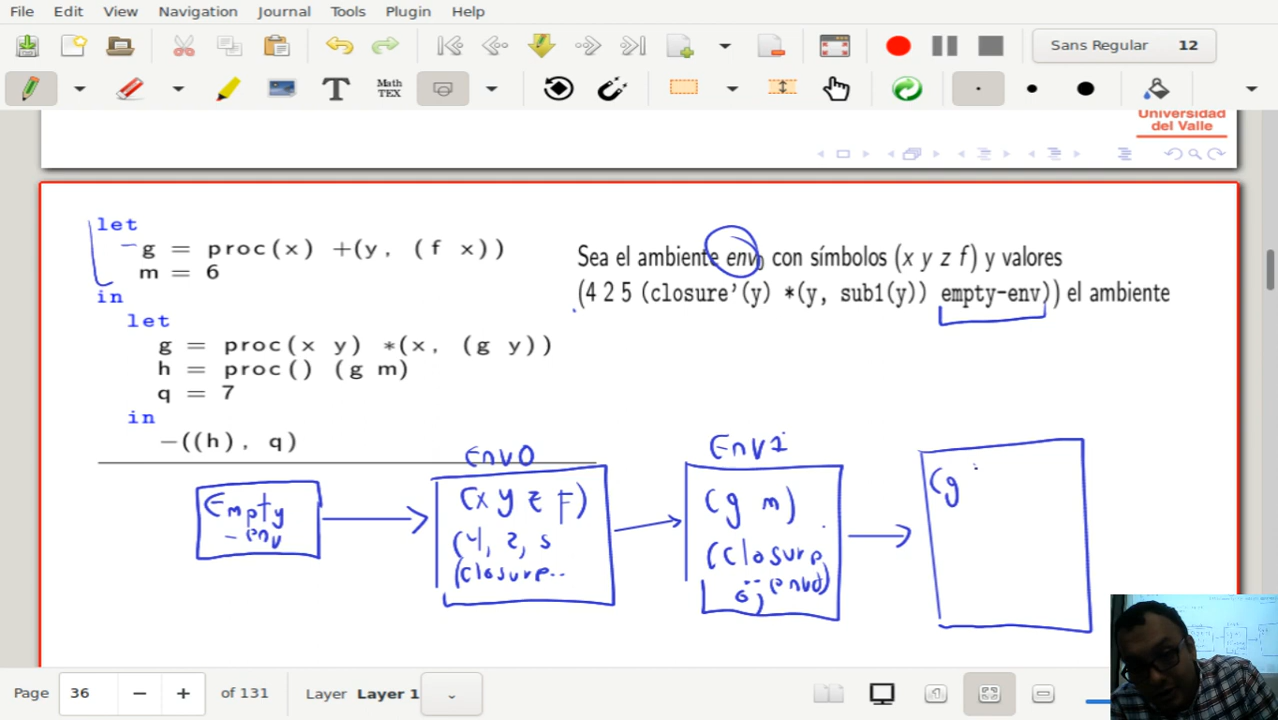 File Edit View Navigation Journal Tools Plugin Help
Sans Regular 12
Math
TEX
Universidad
del Valle
let
g = proc(x) +(y, (f x))
m = 6
in
let
g = proc(x y) *(x, (g y))
h = proc() (g m)
q = 7
in
-((h), q)
Sea el ambiente env0 con símbolos (x y z f) y valores
(4 2 5 (closure'(y) *(y, sub1(y)) empty-env)) el ambiente
Empty
-env
Env0
(x y z F)
(4, 2, 5
(closure..
Env1
(g m)
(closure
.. env0)
6)
(g
Page 36 of 131 Layer Layer 1